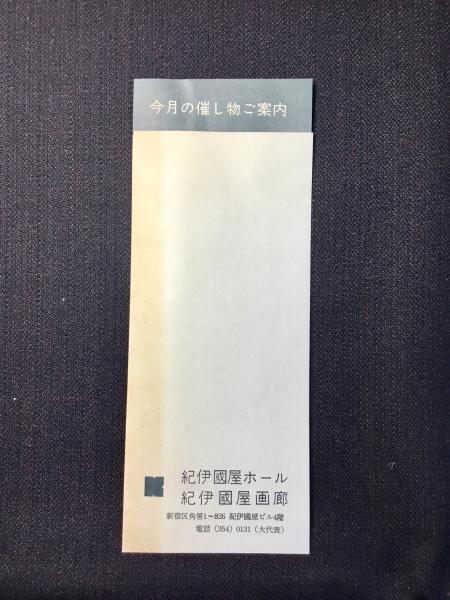 今月の催し物ご案内
紀伊國屋ホール
紀伊國屋画廊
新宿区角筈1〜826 紀伊國屋ビル4階
電話 (354) 0131 (大代表)